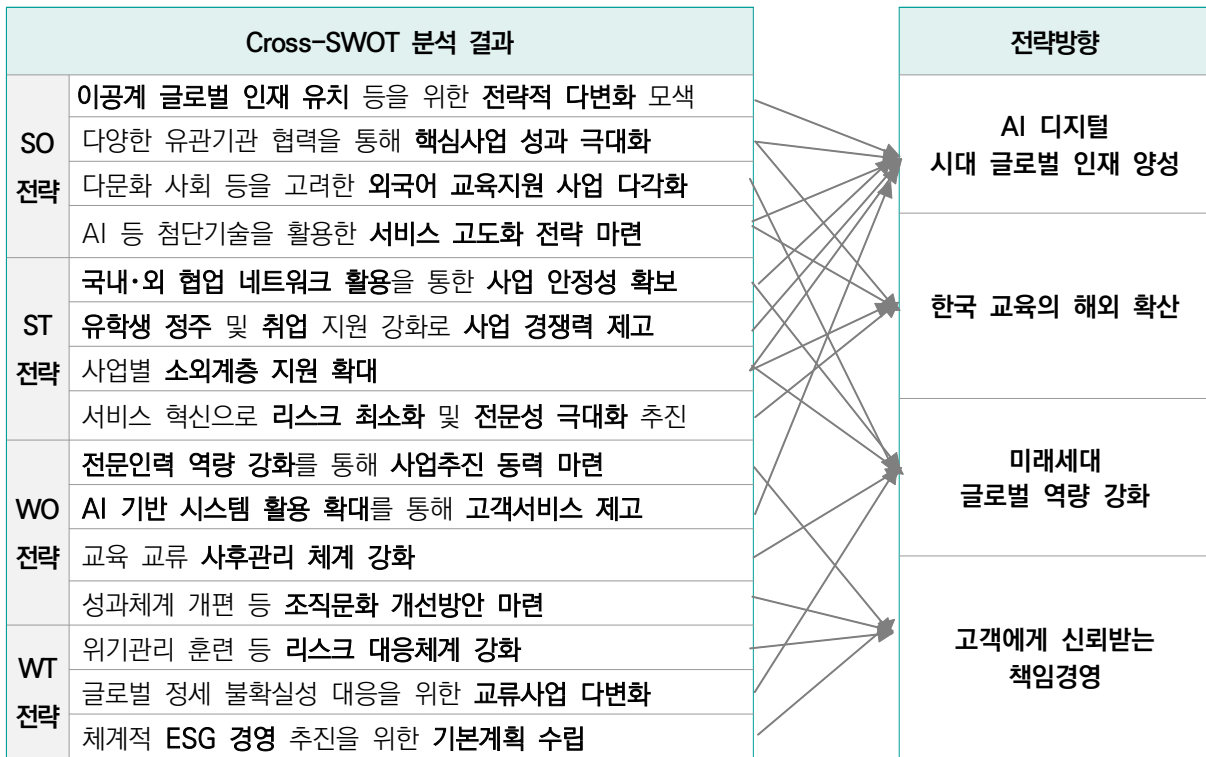 Cross-SWOT 분석 결과
전략방향
SO
전략
이공계 글로벌 인재 유치 등을 위한 전략적 다변화 모색
다양한 유관기관 협력을 통해 핵심사업 성과 극대화
다문화 사회 등을 고려한 외국어 교육지원 사업 다각화
AI 등 첨단기술을 활용한 서비스 고도화 전략 마련
ST
전략
국내·외 협업 네트워크 활용을 통한 사업 안정성 확보
유학생 정주 및 취업 지원 강화로 사업 경쟁력 제고
사업별 소외계층 지원 확대
서비스 혁신으로 리스크 최소화 및 전문성 극대화 추진
WO
전략
전문인력 역량 강화를 통해 사업추진 동력 마련
AI 기반 시스템 활용 확대를 통해 고객서비스 제고
교육 교류 사후관리 체계 강화
성과체계 개편 등 조직문화 개선방안 마련
WT
전략
위기관리 훈련 등 리스크 대응체계 강화
글로벌 정세 불확실성 대응을 위한 교류사업 다변화
체계적 ESG 경영 추진을 위한 기본계획 수립
AI 디지털
시대 글로벌 인재 양성
한국 교육의 해외 확산
미래세대
글로벌 역량 강화
고객에게 신뢰받는
책임경영